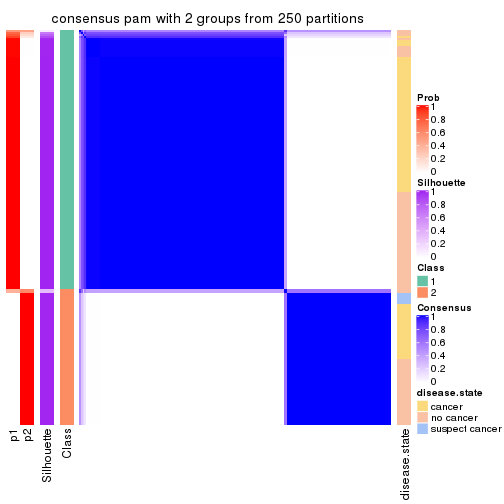 consensus pam with 2 groups from 250 partitions
Prob
1
0.8
0.6
0.4
0.2
0
Silhouette
1
0.8
0.6
0.4
0.2
0
Class
1
2
Consensus
1
0.8
0.6
0.4
0.2
0
disease.state
cancer
no cancer
suspect cancer
p1
p2
Silhouette
Class
disease.state